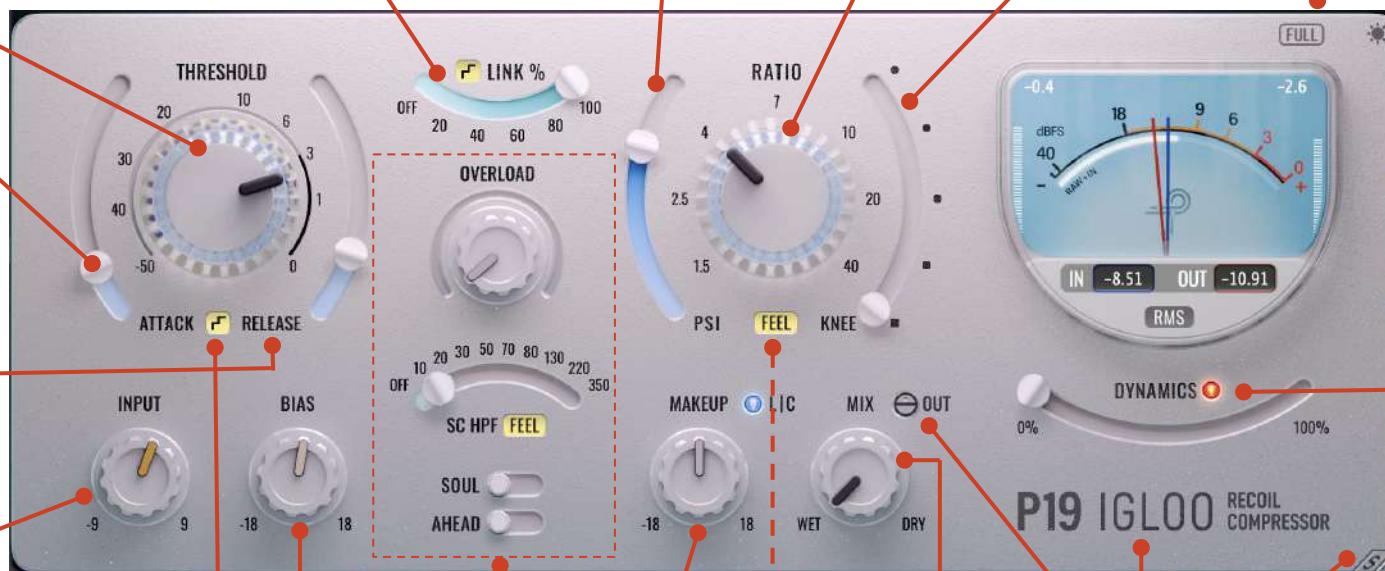 FULL
THRESHOLD
10
20
6
30
3
40
1
-50
0
ATTACK
RELEASE
LINK %
OFF
20
40
60
80
100
OVERLOAD
10 20 30 50 70 80 130 220
OFF
350
SC HPF FEEL
SOUL
AHEAD
RATIO
7
4
10
2.5
20
1.5
40
PSI
FEEL
KNEE
-0.4
-2.6
dBFS
40
18
9
6
3
0
-
+
RAW+IN
IN -8.51 OUT -10.91
RMS
DYNAMICS
0%
100%
INPUT
-9
9
BIAS
-18
18
MAKEUP
LIC
-18
18
MIX
OUT
WET
DRY
P19 IGLOO RECOIL
COMPRESSOR
S